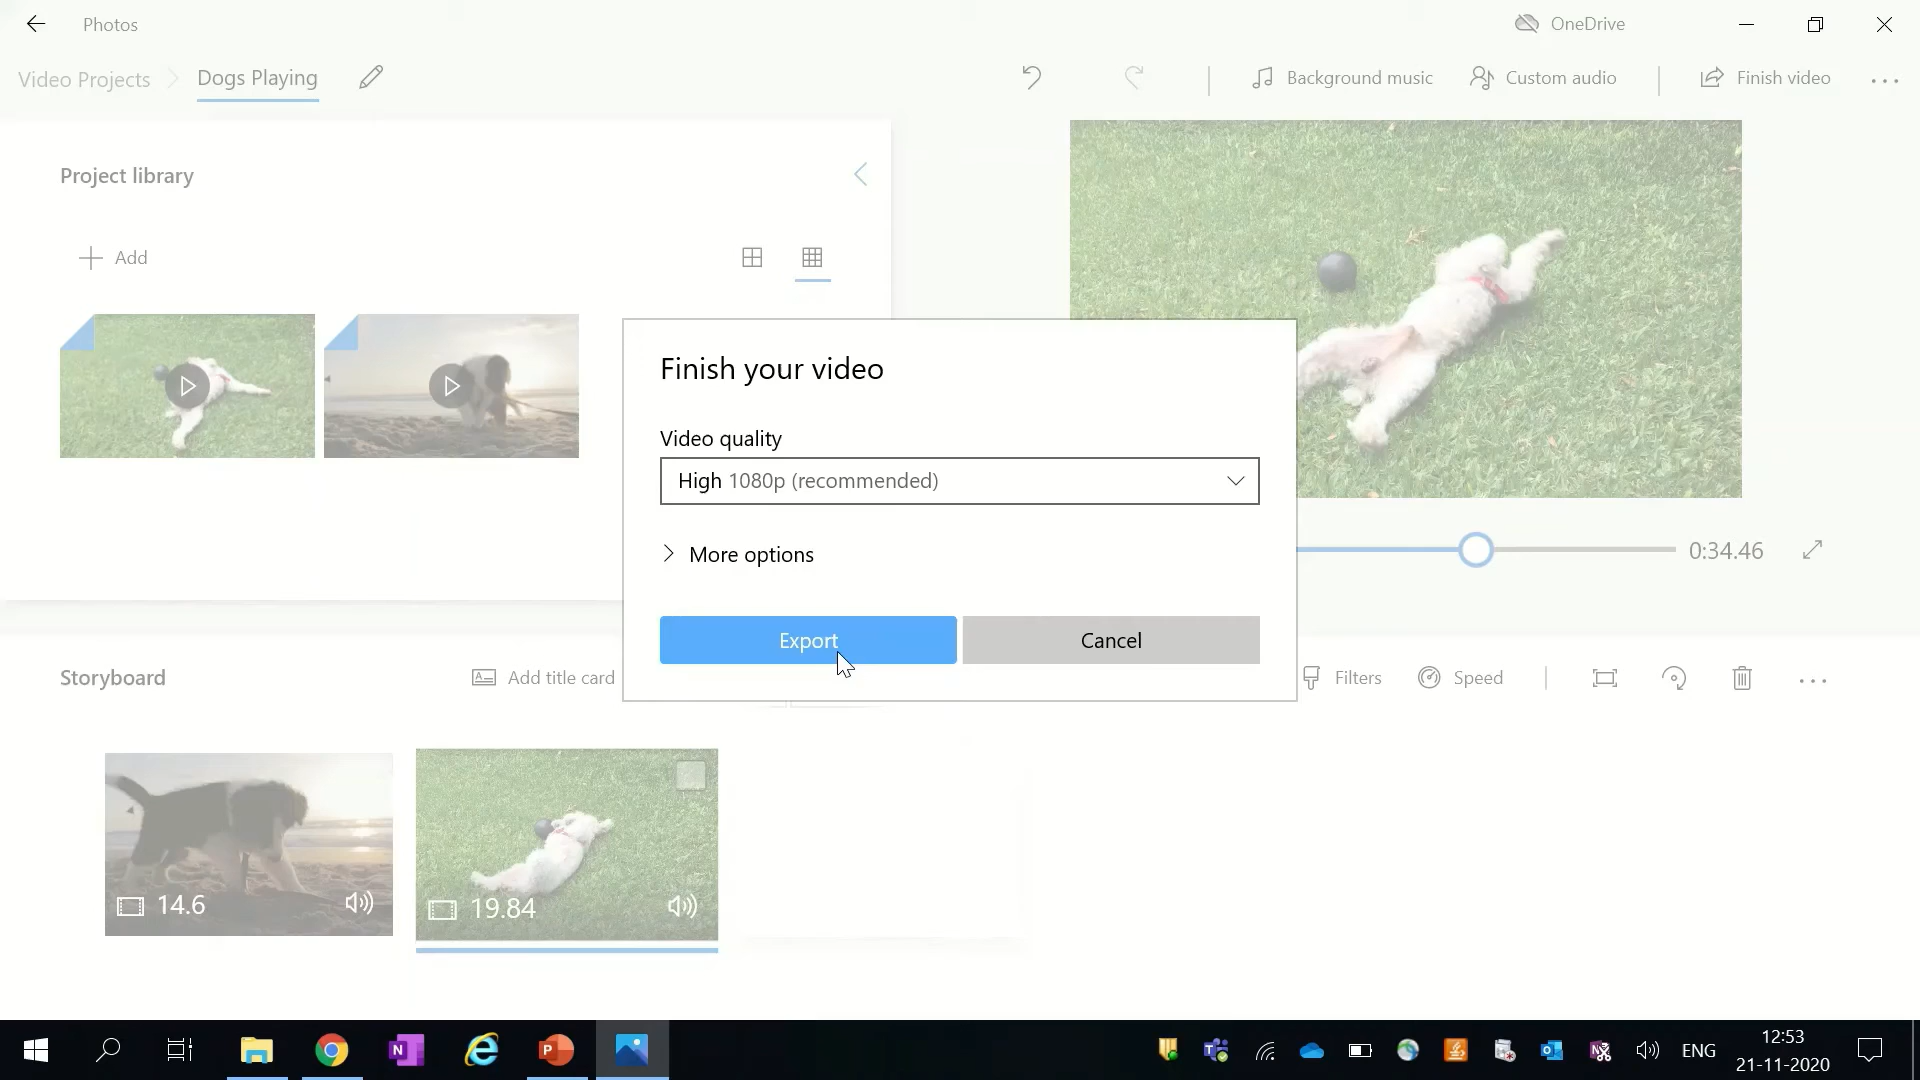 Photos
OneDrive
Video Projects
Dogs Playing
Background music
Custom audio
Finish video
Project library
Add
Finish your video
Video quality
High 1080p (recommended)
More options
0:34.46
Export
Cancel
Storyboard
Add title card
Filters
Speed
14.6
19.84
ENG
12:53
21-11-2020